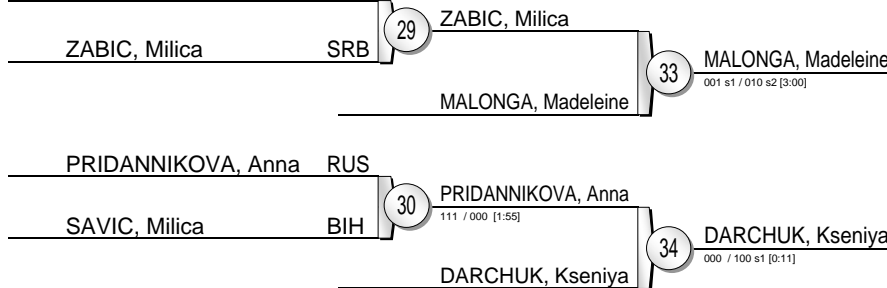 ZABIC, Milica SRB
29
ZABIC, Milica
MALONGA, Madeleine
33
MALONGA, Madeleine
001 s1 / 010 s2 [3:00]
PRIDANNIKOVA, Anna RUS
SAVIC, Milica BIH
30
PRIDANNIKOVA, Anna
111 / 000 [1:55]
DARCHUK, Kseniya
34
DARCHUK, Kseniya
000 / 100 s1 [0:11]